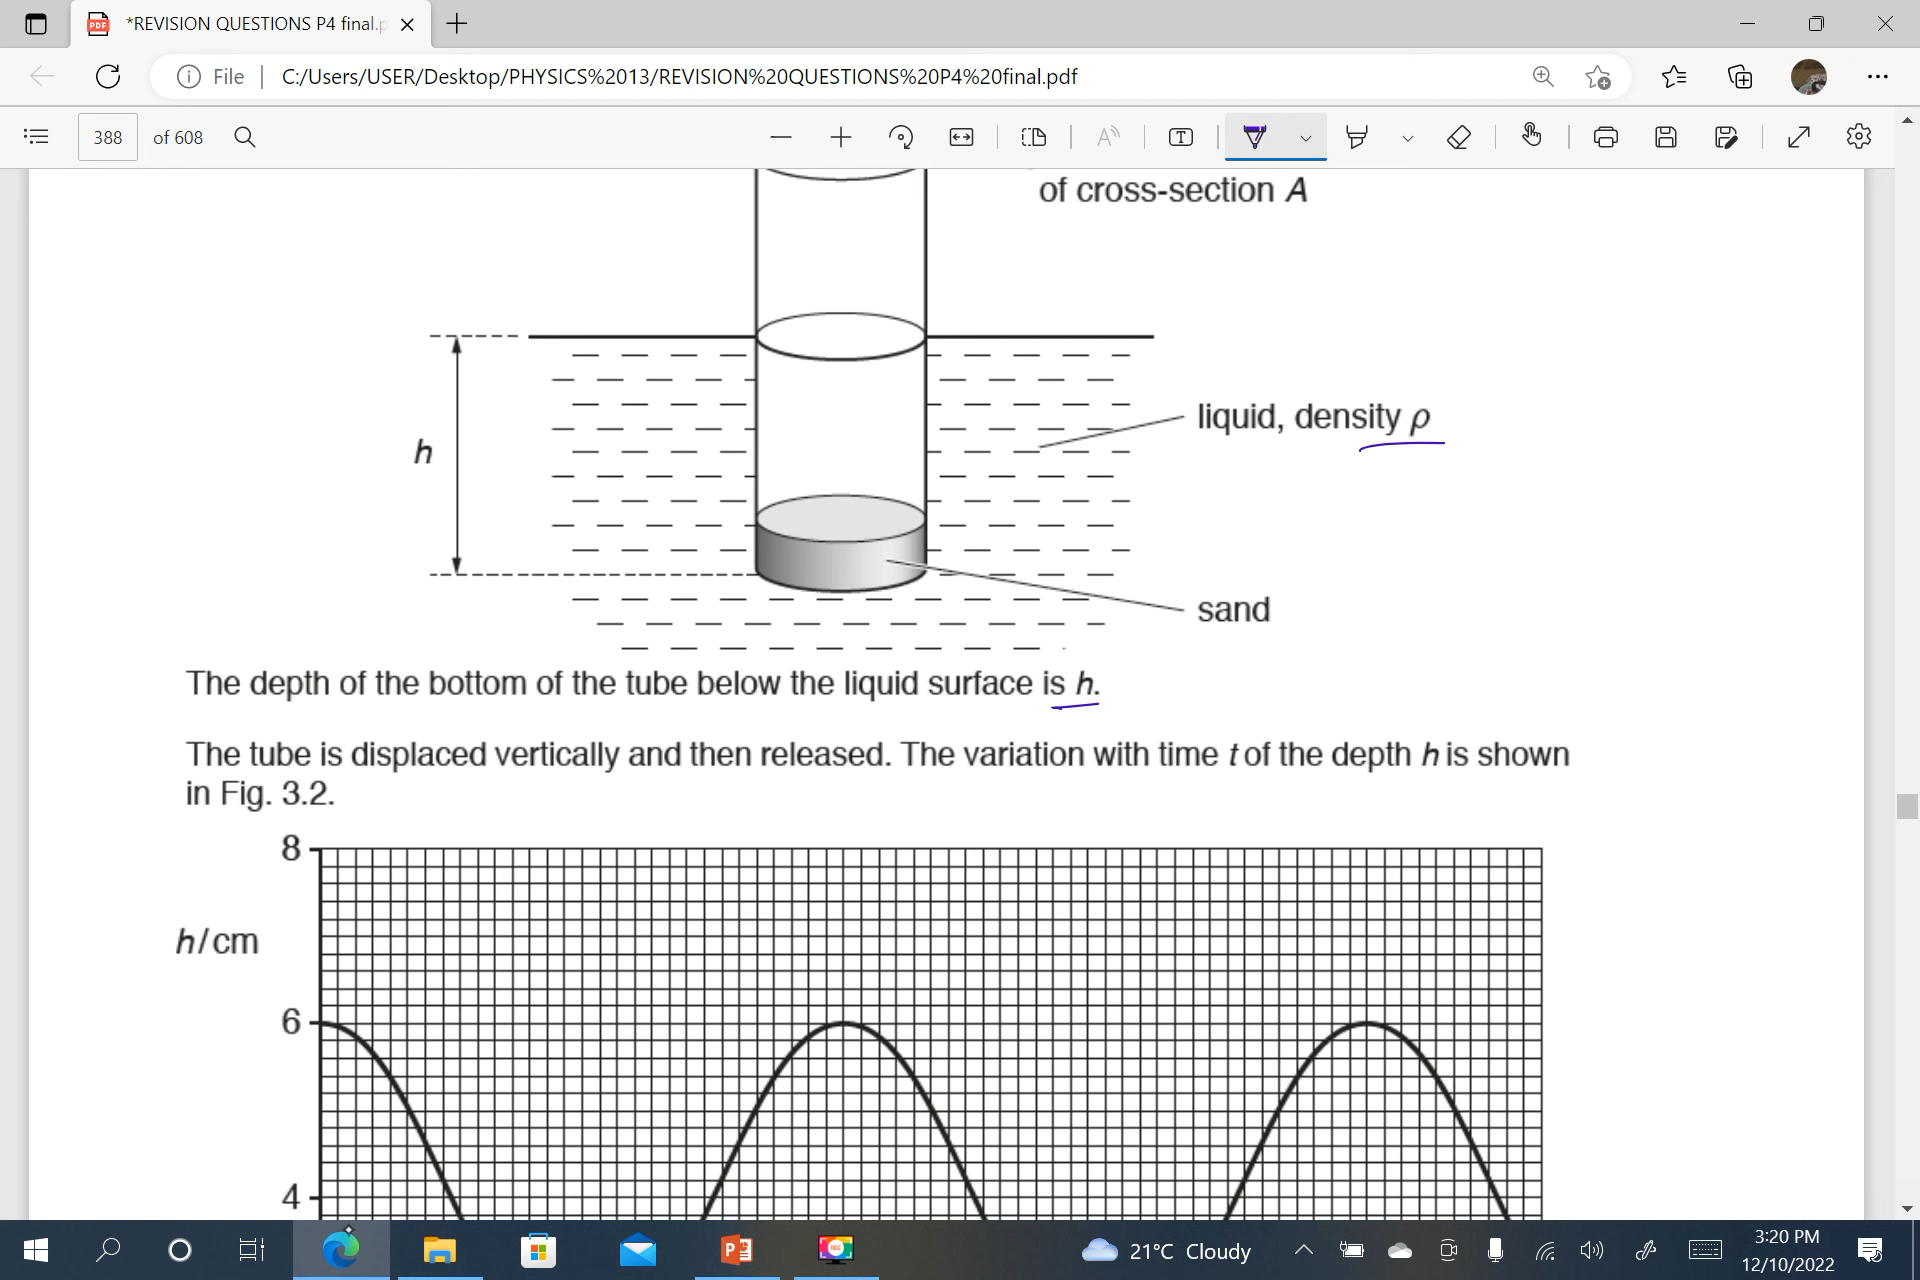 *REVISION QUESTIONS P4 final.p
File
C:/Users/USER/Desktop/PHYSICS%2013/REVISION%20QUESTIONS%20P4%20final.pdf
388 of 608
of cross-section A
h
liquid, density ρ
sand
The depth of the bottom of the tube below the liquid surface is h.
The tube is displaced vertically and then released. The variation with time t of the depth h is shown
in Fig. 3.2.
8
h/cm
6
4
21°C Cloudy
3:20 PM
12/10/2022